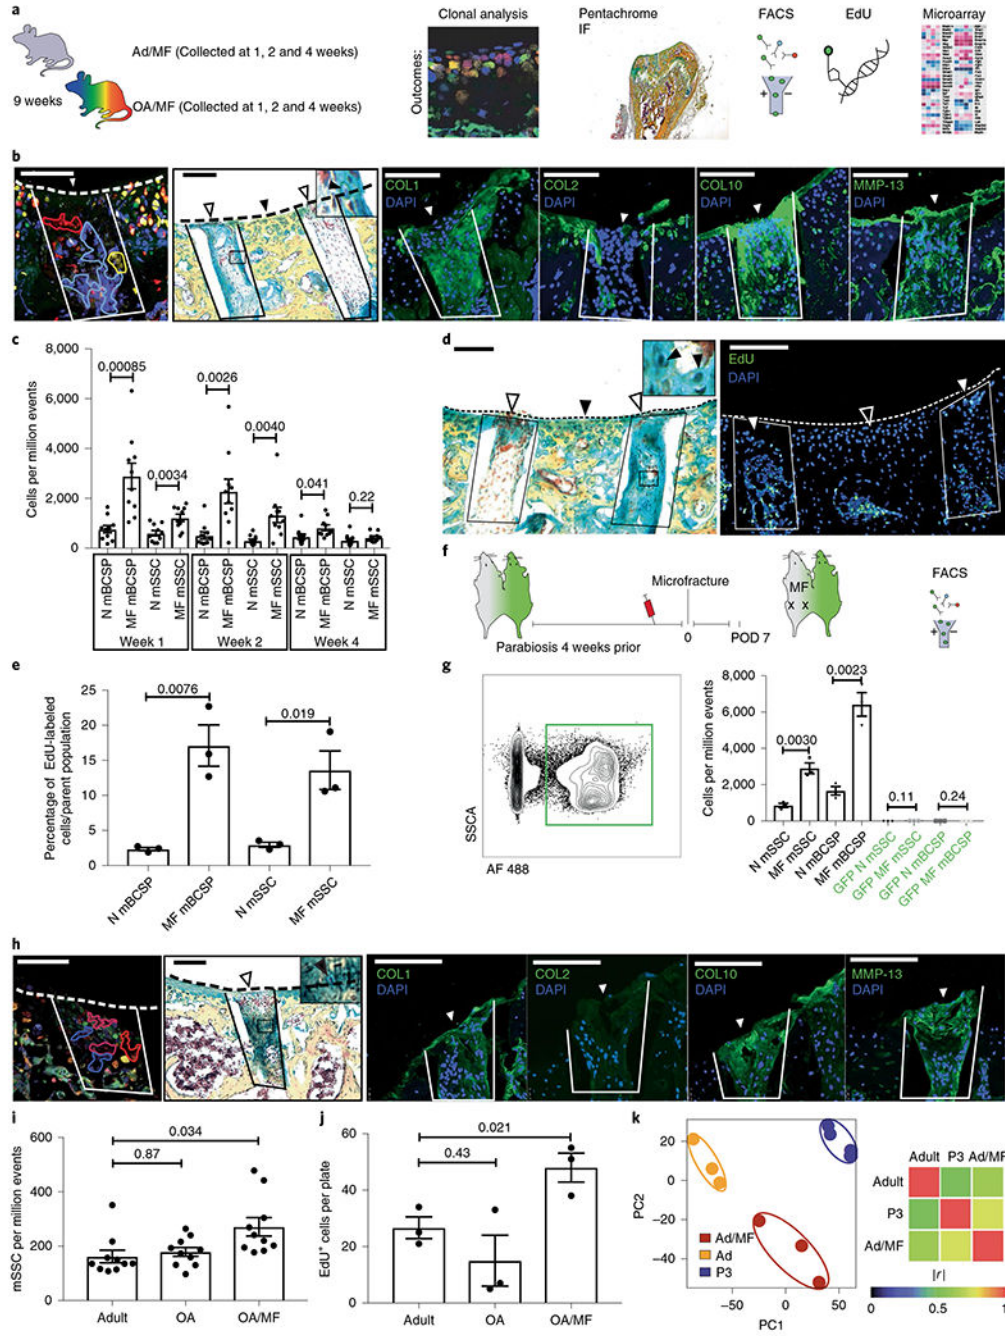 a
9 weeks
Ad/MF (Collected at 1, 2 and 4 weeks)
OA/MF (Collected at 1, 2 and 4 weeks)
Outcomes:
Clonal analysis
Pentachrome
IF
FACS
EdU
Microarray
+ −
b
COL1
DAPI
COL2
DAPI
COL10
DAPI
MMP-13
DAPI
c
Cells per million events
8,000
6,000
4,000
2,000
0
0.00085
0.0034
0.0026
0.0040
0.041
0.22
N mBCSP
MF mBCSP
N mSSC
MF mSSC
N mBCSP
MF mBCSP
N mSSC
MF mSSC
N mBCSP
MF mBCSP
N mSSC
MF mSSC
Week 1
Week 2
Week 4
d
EdU
DAPI
e
Percentage of EdU-labeled
cells/parent population
25
20
15
10
5
0
0.0076
0.019
N mBCSP
MF mBCSP
N mSSC
MF mSSC
f
Microfracture
0
POD 7
Parabiosis 4 weeks prior
MF
X X
FACS
+ −
g
SSCA
AF 488
Cells per million events
8,000
6,000
4,000
2,000
0
0.0030
0.0023
0.11
0.24
N mSSC
MF mSSC
N mBCSP
MF mBCSP
GFP N mSSC
GFP MF mSSC
GFP N mBCSP
GFP MF mBCSP
h
COL1
DAPI
COL2
DAPI
COL10
DAPI
MMP-13
DAPI
i
mSSC per million events
600
400
200
0
0.034
0.87
Adult
OA
OA/MF
j
EdU+ cells per plate
60
40
20
0
0.021
0.43
Adult
OA
OA/MF
k
PC2
20
0
−20
−40
Ad/MF
Ad
P3
−50
0
50
PC1
Adult P3 Ad/MF
Adult
P3
Ad/MF
|r|
0
0.5
1